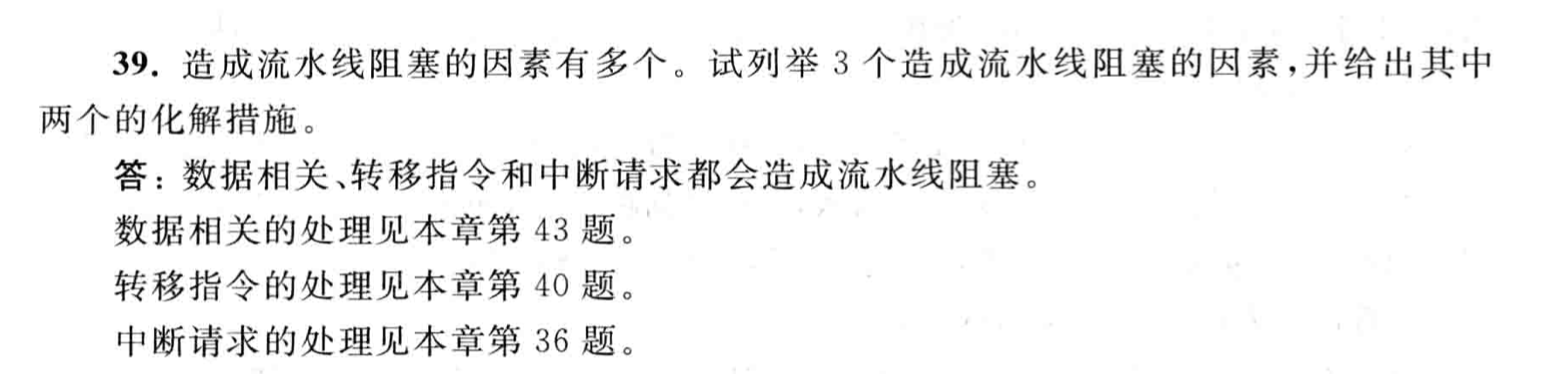 39. 造成流水线阻塞的因素有多个。试列举 3 个造成流水线阻塞的因素,并给出其中
两个的化解措施。
答:数据相关、转移指令和中断请求都会造成流水线阻塞。
数据相关的处理见本章第 43 题。
转移指令的处理见本章第 40 题。
中断请求的处理见本章第 36 题。